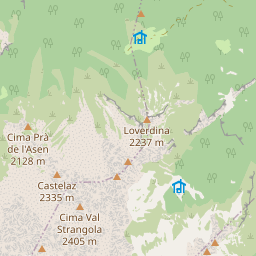 Loverdina
2237 m
Cima Prà
de l'Asen
2128 m
Castelaz
2335 m
Cima Val
Strangola
2405 m